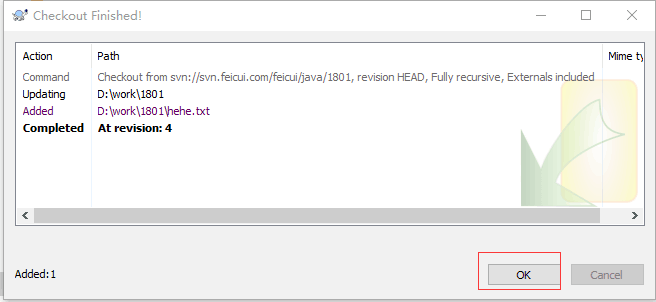 Checkout Finished!
Action Path Mime ty
Command Checkout from svn://svn.feicui.com/feicui/java/1801, revision HEAD, Fully recursive, Externals included
Updating D:\work\1801
Added D:\work\1801\hehe.txt
Completed At revision: 4
Added:1 OK Cancel